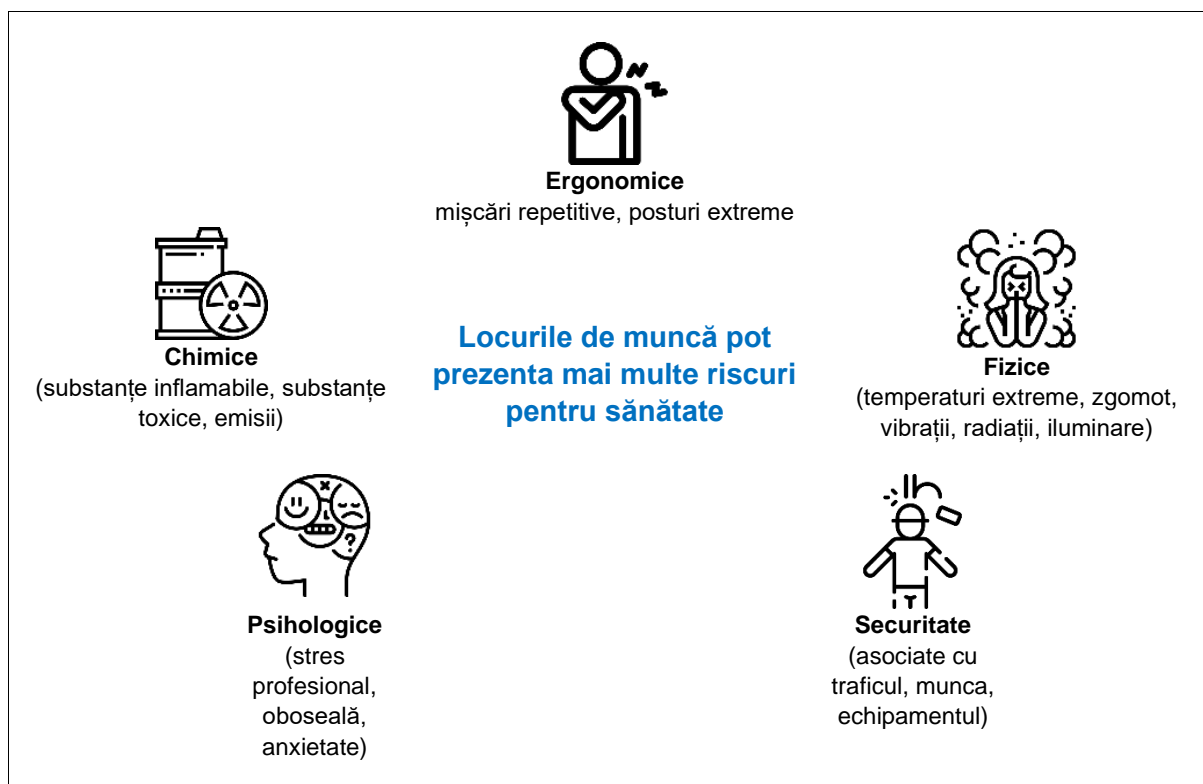 Ergonomice
mișcări repetitive, posturi extreme
Chimice
(substanțe inflamabile, substanțe
toxice, emisii)
Locurile de muncă pot
prezenta mai multe riscuri
pentru sănătate
Fizice
(temperaturi extreme, zgomot,
vibrații, radiații, iluminare)
Psihologice
(stres
profesional,
oboseală,
anxietate)
Securitate
(asociate cu
traficul, munca,
echipamentul)